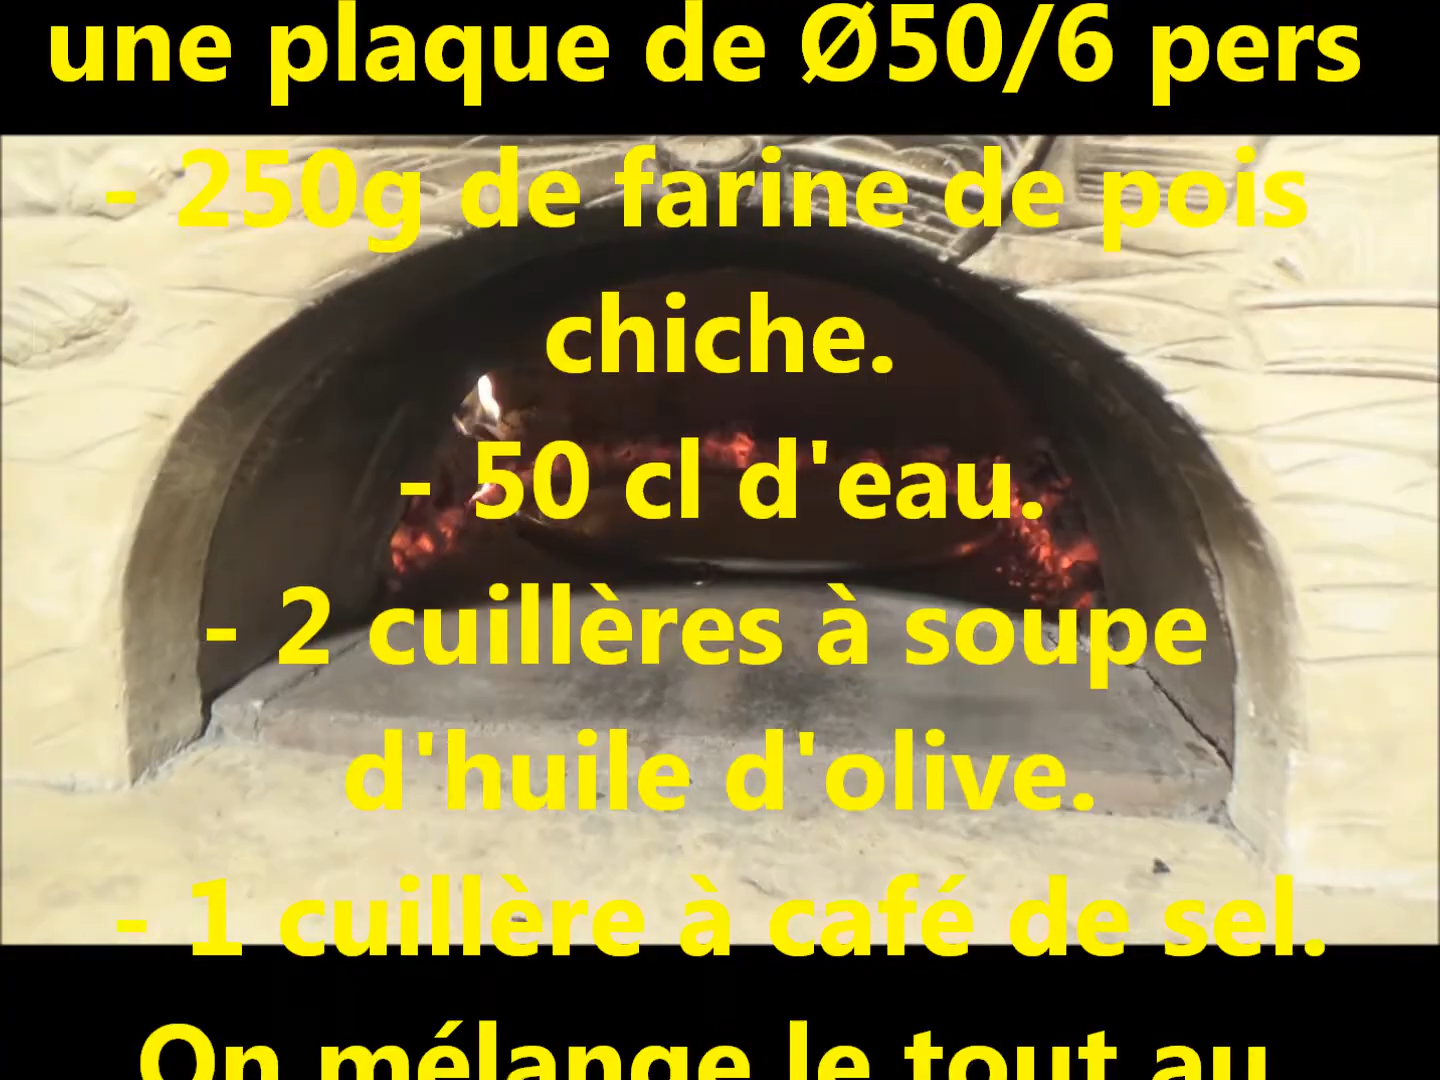 une plaque de Ø50/6 pers
- 250g de farine de pois
chiche.
- 50 cl d'eau.
- 2 cuillères à soupe
d'huile d'olive.
- 1 cuillère à café de sel.
On mélange le tout au